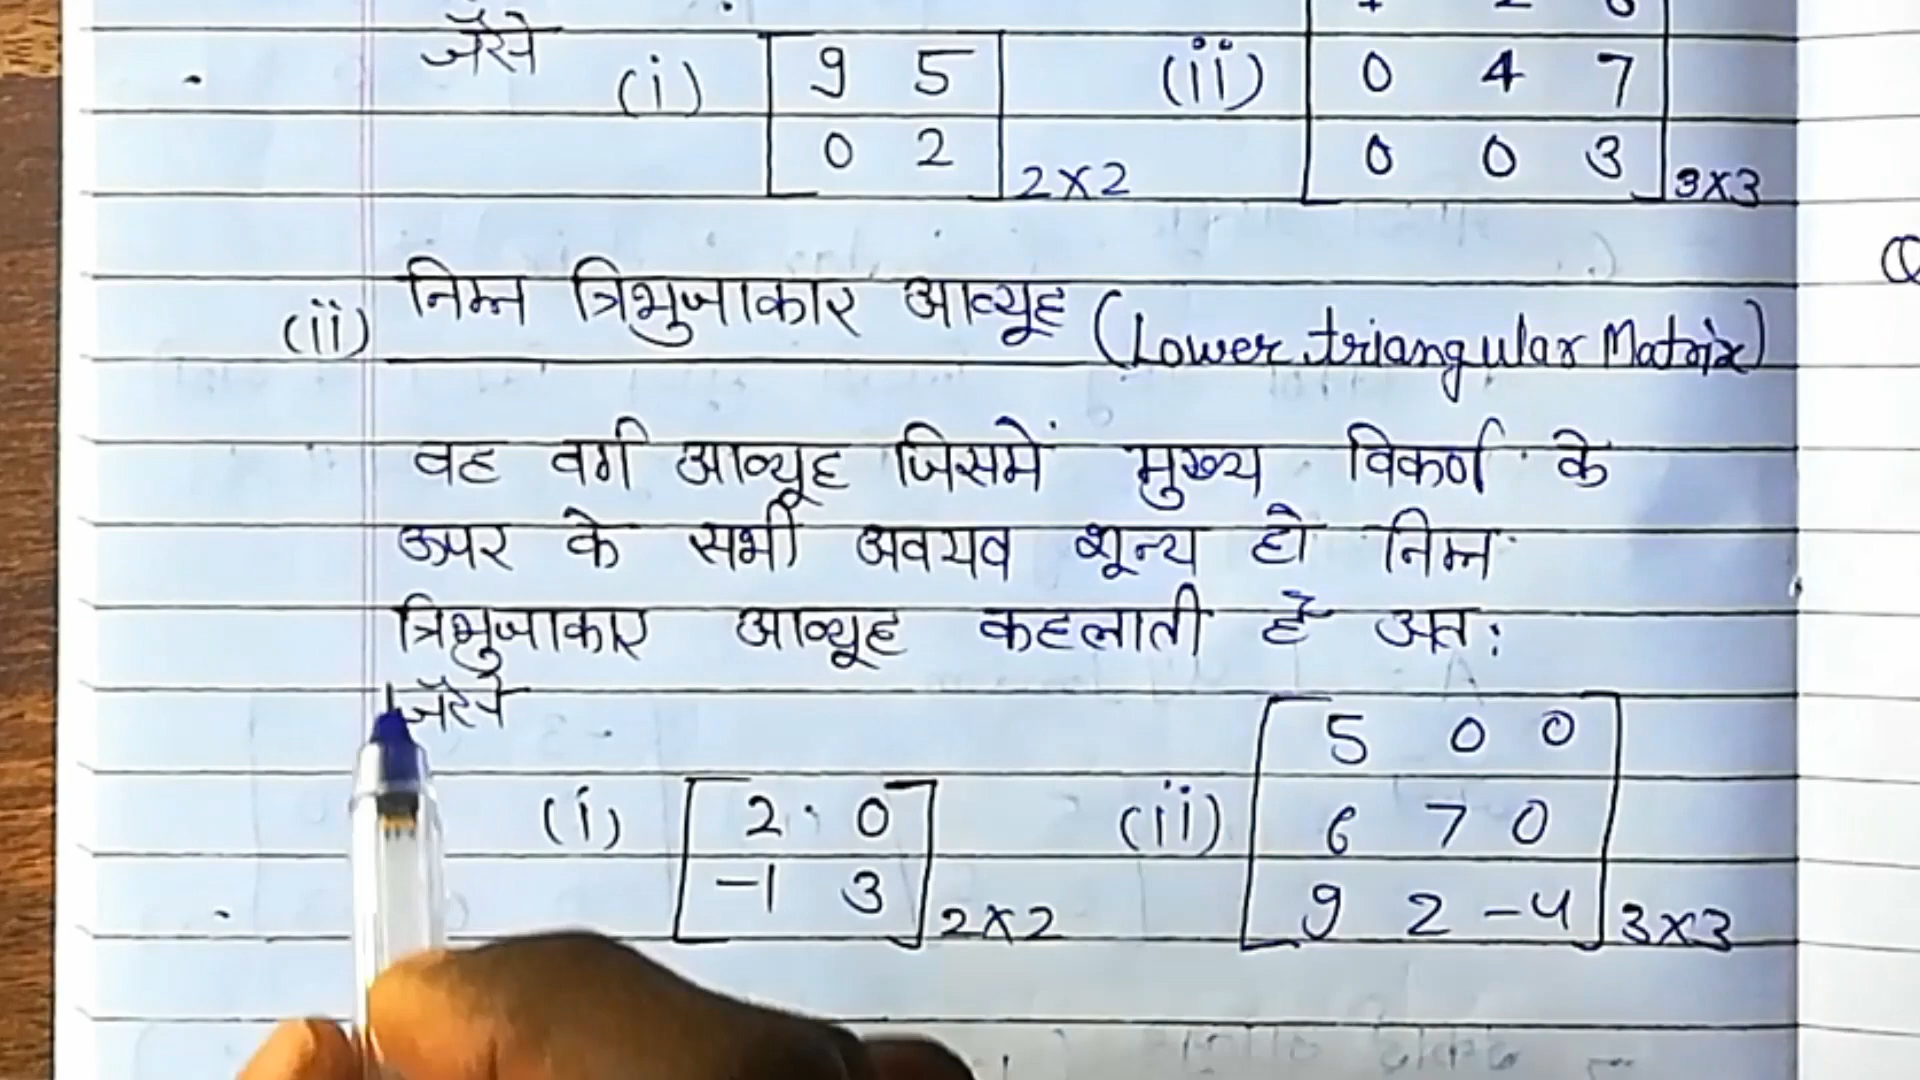 जैसे (i) [9 5 (ii) [0 4 7
0 2] 2×2 0 0 3] 3×3
(ii) निम्न त्रिभुजाकार आव्यूह (Lower triangular Matrix)
वह वर्ग आव्यूह जिसमें मुख्य विकर्ण के
ऊपर के सभी अवयव शून्य हो निम्न
त्रिभुजाकार आव्यूह कहलाती है अत:
जैसे
5 0 0
(i) [2 0 (ii) 6 7 0
-1 3] 2×2 9 2 -4] 3×3